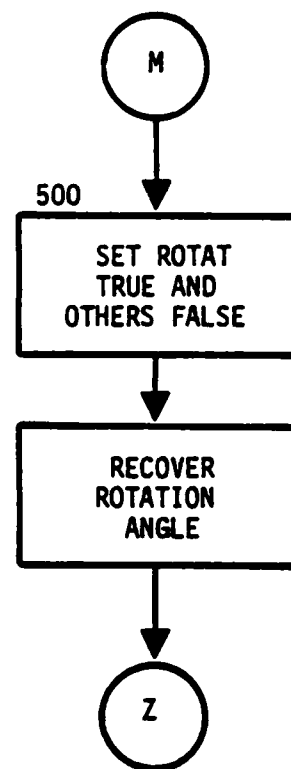 M
500
SET ROTAT
TRUE AND
OTHERS FALSE
RECOVER
ROTATION
ANGLE
Z